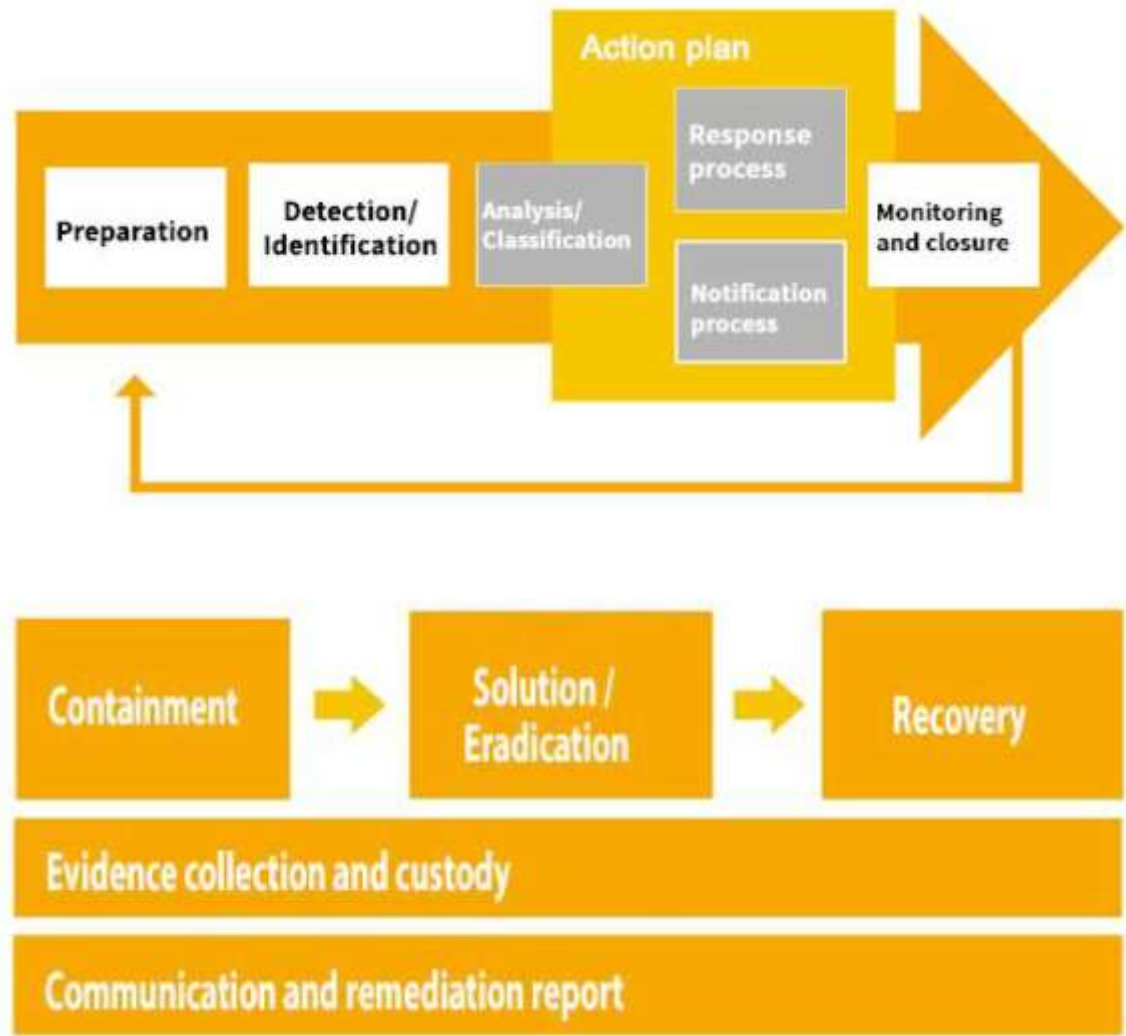 Action plan
Preparation
Detection/
Identification
Analysis/
Classification
Response
process
Notification
process
Monitoring
and closure
Containment
Solution /
Eradication
Recovery
Evidence collection and custody
Communication and remediation report